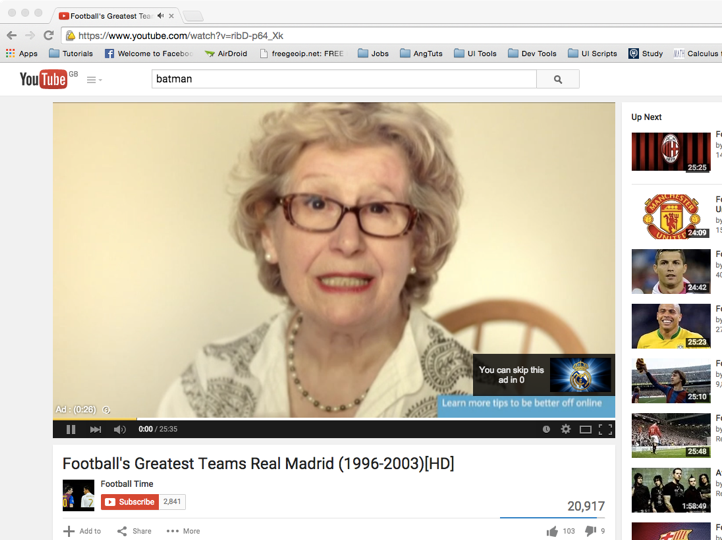 Football's Greatest Tea
https://www.youtube.com/watch?v=ribD-p64_Xk
Apps Tutorials Welcome to Faceboo AirDroid freegeoip.net: FREE Jobs AngTuts UI Tools Dev Tools UI Scripts Study Calculus
YouTube GB
batman
Up Next
25:25
MANCHESTER
UNITED
24:09
24:42
25:23
25:10
25:48
1:58:49
You can skip this
ad in 0
Learn more tips to be better off online
Ad : (0:26)
0:00 / 25:35
Football's Greatest Teams Real Madrid (1996-2003)[HD]
Football Time
Subscribe 2,841
20,917
Add to Share More
103 9